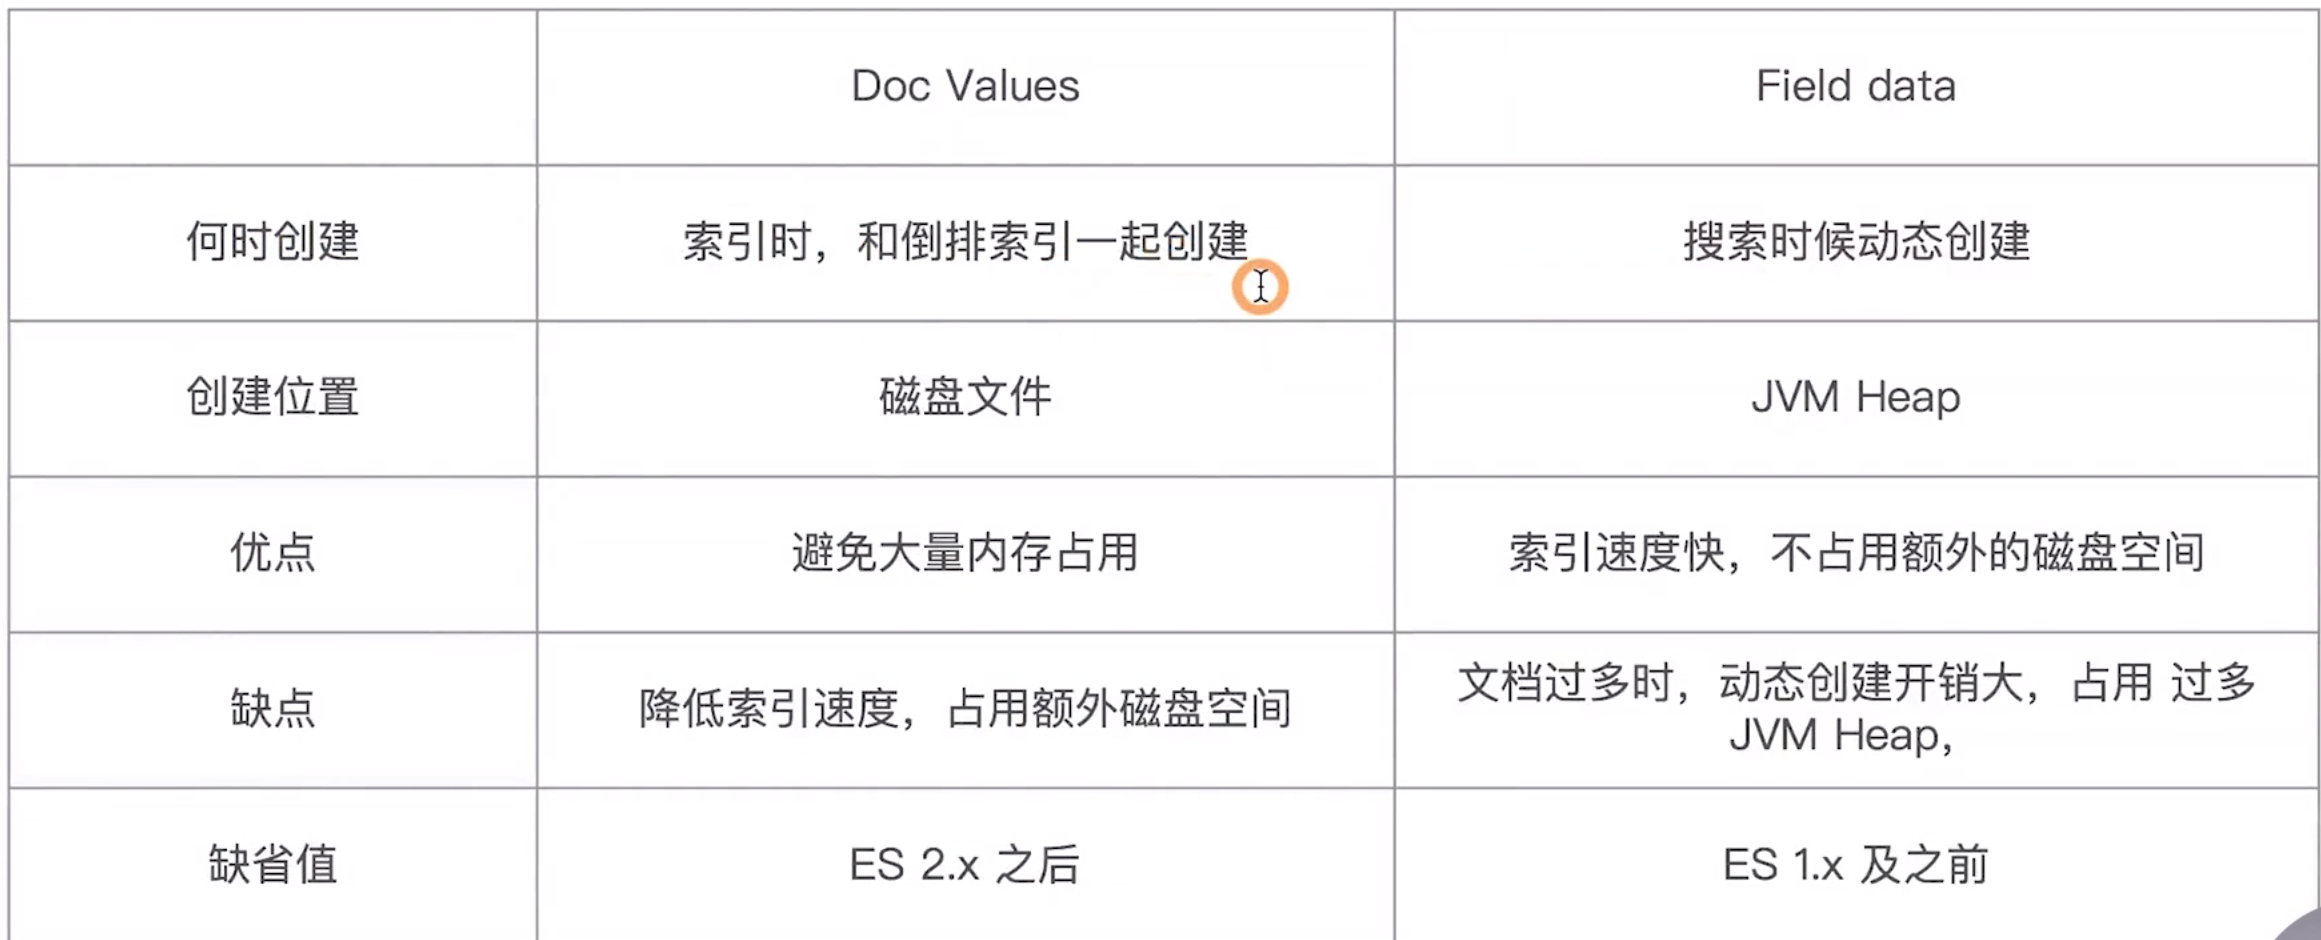 Doc Values
Field data
何时创建
索引时，和倒排索引一起创建
搜索时候动态创建
创建位置
磁盘文件
JVM Heap
优点
避免大量内存占用
索引速度快，不占用额外的磁盘空间
缺点
降低索引速度，占用额外磁盘空间
文档过多时，动态创建开销大，占用 过多
JVM Heap，
缺省值
ES 2.x 之后
ES 1.x 及之前